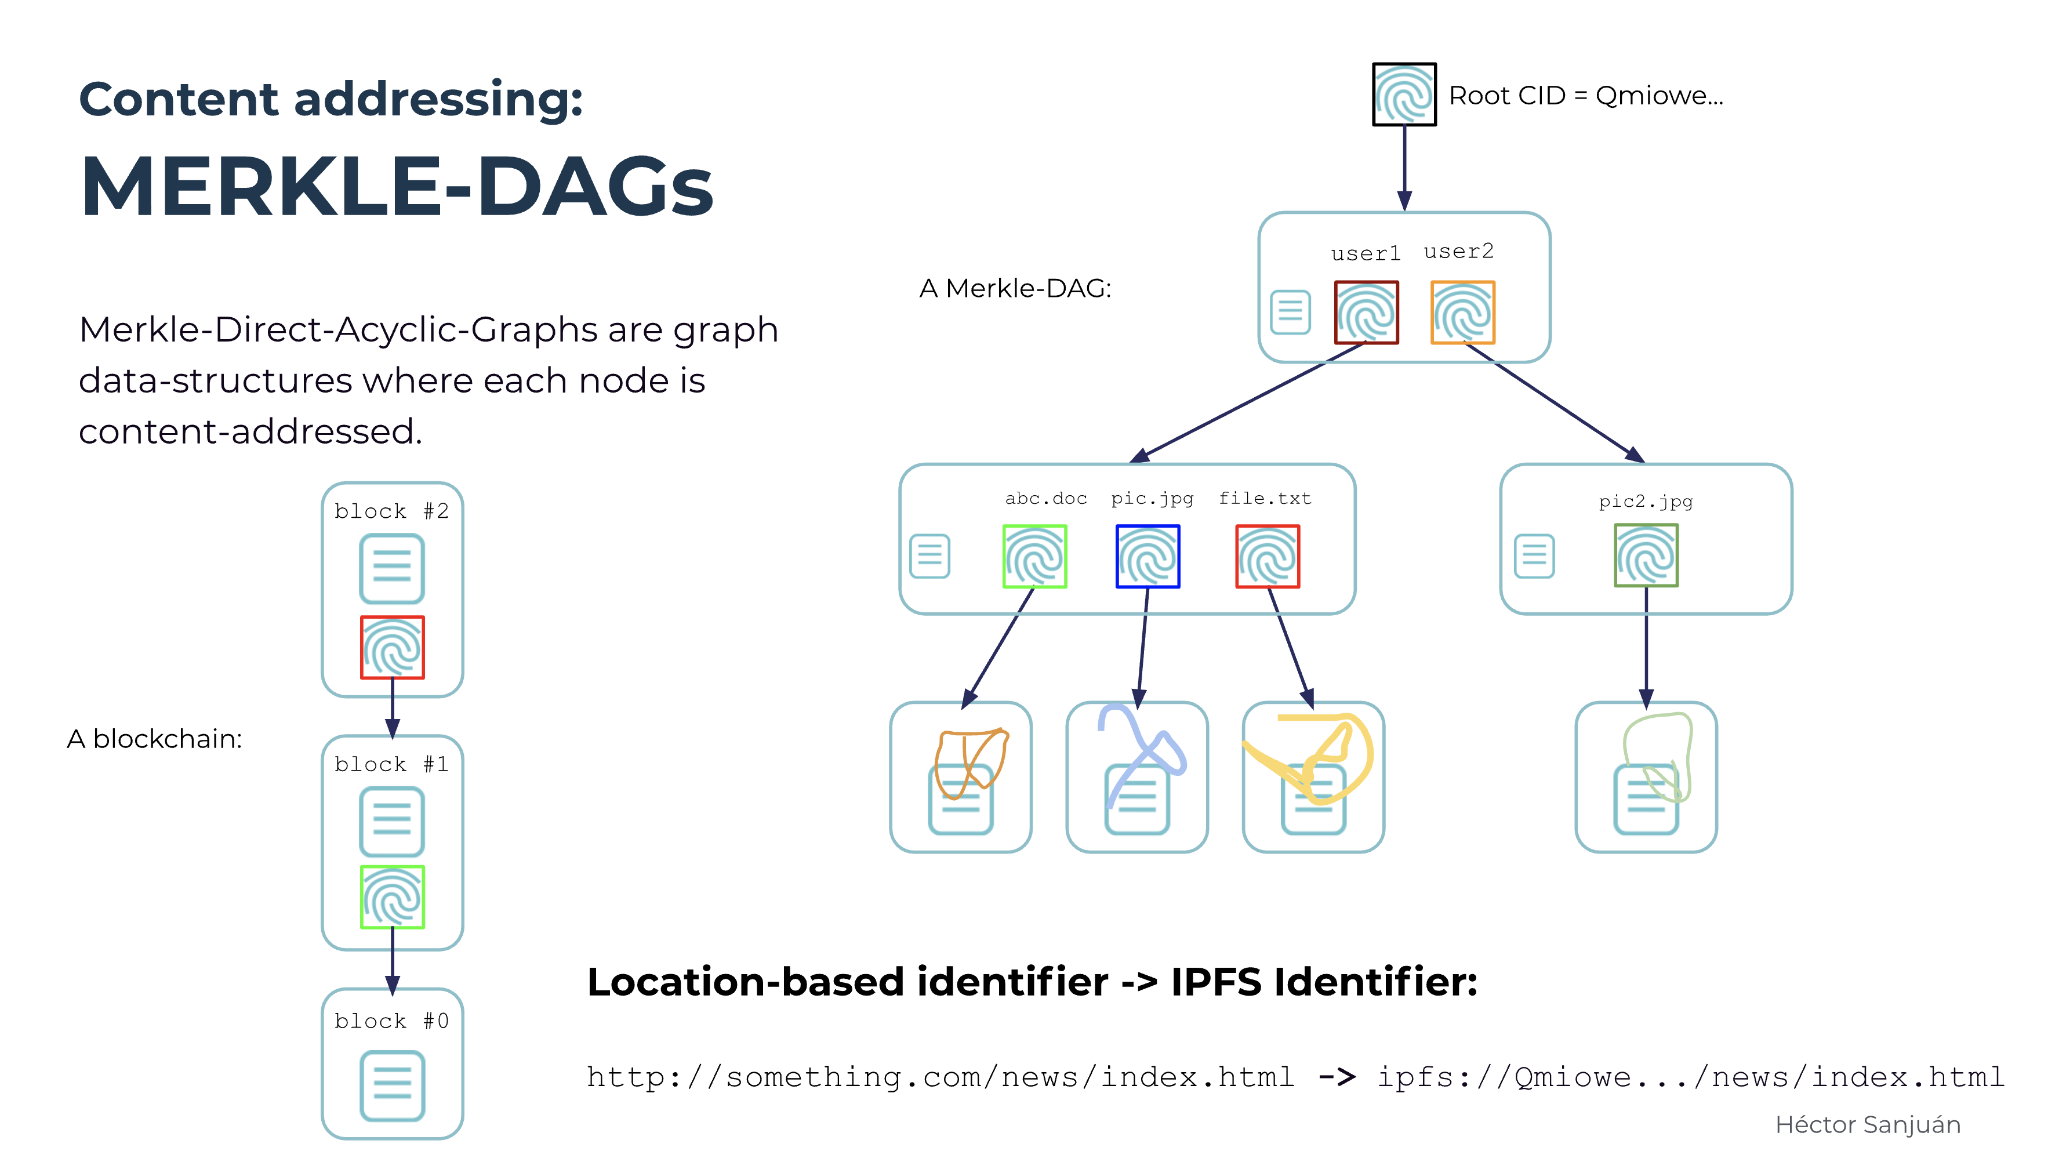 Content addressing:
MERKLE-DAGs
Merkle-Direct-Acyclic-Graphs are graph
data-structures where each node is
content-addressed.
A blockchain:
block #2
block #1
block #0
Root CID = Qmiowe...
A Merkle-DAG:
user1 user2
abc.doc pic.jpg file.txt
pic2.jpg
Location-based identifier -> IPFS Identifier:
http://something.com/news/index.html -> ipfs://Qmiowe.../news/index.html
Héctor Sanjuán